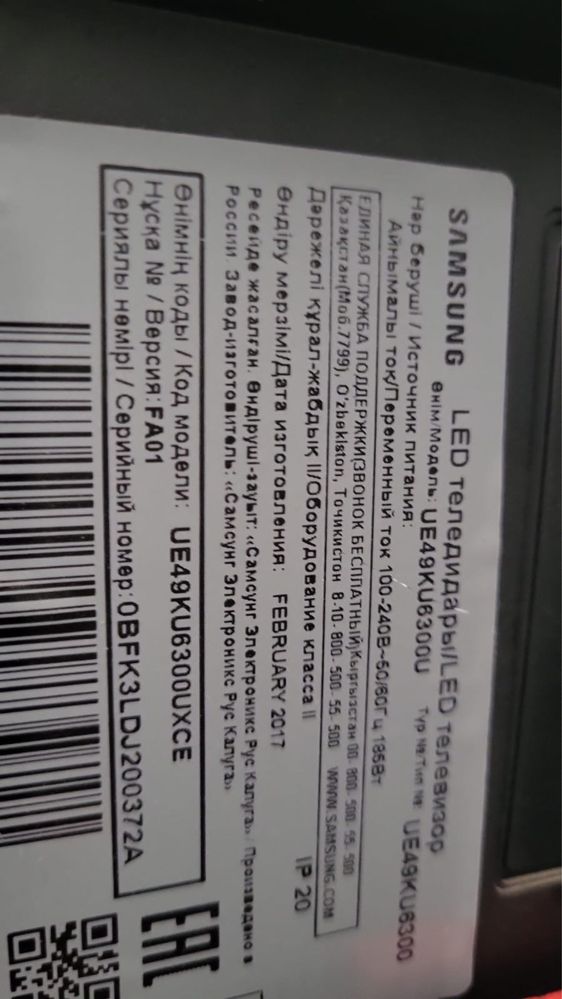 SAMSUNG LED теледидары/LED телевизор
Өнім/Модель: UE49KU6300U Түр №/Тип №: UE49KU6300
Нәр беруші / Источник питания:
Айнымалы ток/Переменный ток 100-240В~50/60Гц 185Вт
ЕДИНАЯ СЛУЖБА ПОДДЕРЖКИ(ЗВОНОК БЕСПЛАТНЫЙ)Кыргызстан 00- 800- 500- 55- 500
Қазақстан(Моб.7799), O'zbekiston, Тоҷикистон 8-10- 800- 500- 55- 500 WWW.SAMSUNG.COM
Дәрежелі құрал-жабдық II/Оборудование класса II IP 20
Өндіру мерзімі/Дата изготовления: FEBRUARY 2017
Ресейде жасалған. Өндіруші-зауыт: «Самсунг Электроникс Рус Калуга» Произведено в
России. Завод-изготовитель: «Самсунг Электроникс Рус Калуга»
Өнімнің коды / Код модели: UE49KU6300UXCE
Нұсқа № / Версия: FA01
Сериялы нөмірі / Серийный номер: 0BFK3LDJ200372A
EAC